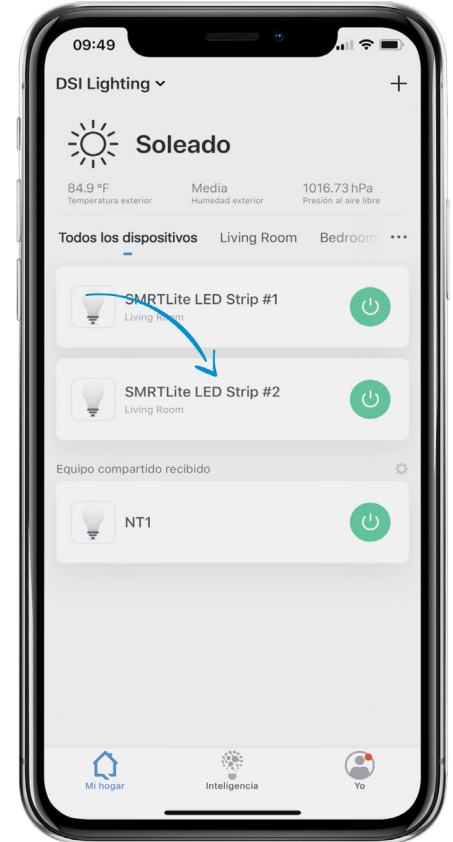 09:49
DSI Lighting
Soleado
84.9 °F
Temperatura exterior
Media
Humedad exterior
1016.73 hPa
Presión al aire libre
Todos los dispositivos Living Room Bedroom
SMRTLite LED Strip #1
Living Room
SMRTLite LED Strip #2
Living Room
Equipo compartido recibido
NT1
Mi hogar Inteligencia Yo